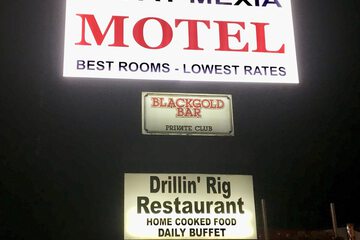 MEXIA
MOTEL
BEST ROOMS - LOWEST RATES
BLACKGOLD
BAR
PRIVATE CLUB
Drillin' Rig
Restaurant
HOME COOKED FOOD
DAILY BUFFET